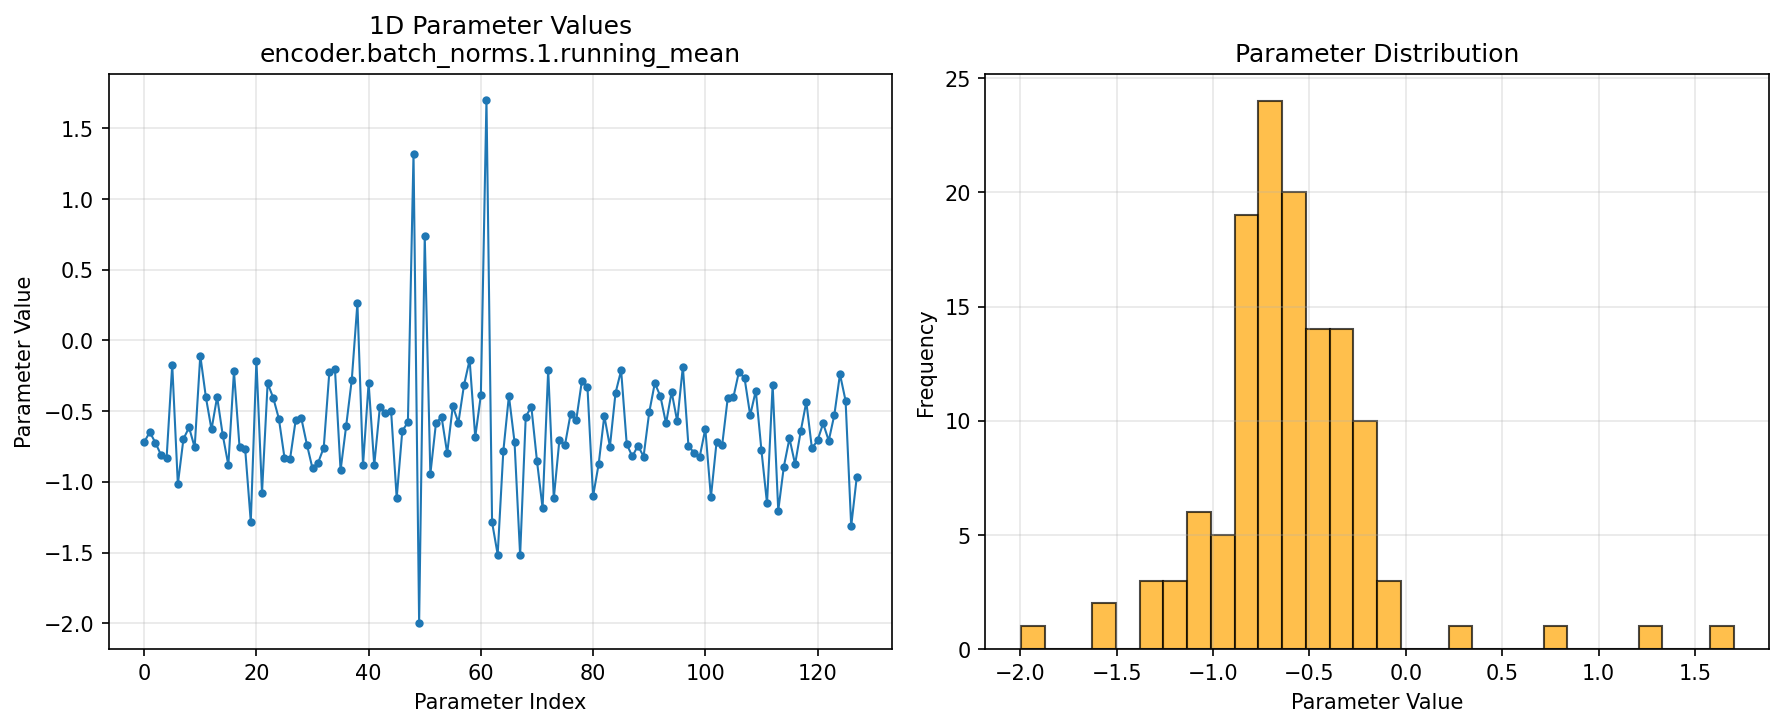 1D Parameter Values
encoder.batch_norms.1.running_mean
Parameter Value
1.5
1.0
0.5
0.0
−0.5
−1.0
−1.5
−2.0
0 20 40 60 80 100 120
Parameter Index
Parameter Distribution
Frequency
25
20
15
10
5
0
−2.0 −1.5 −1.0 −0.5 0.0 0.5 1.0 1.5
Parameter Value